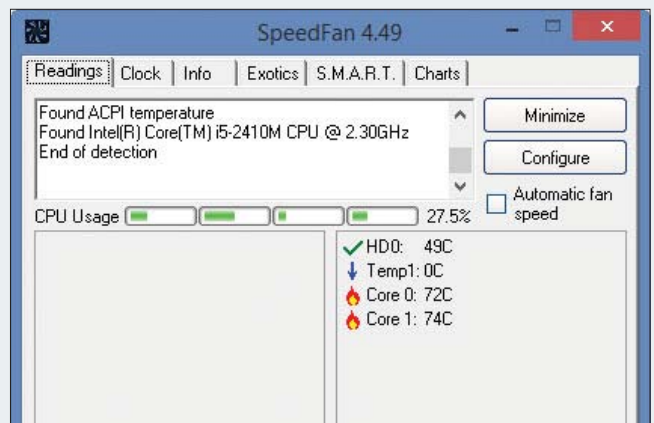 SpeedFan 4.49
Readings Clock Info Exotics S.M.A.R.T. Charts
Found ACPI temperature
Found Intel(R) Core(TM) i5-2410M CPU @ 2.30GHz
End of detection
Minimize
Configure
Automatic fan
speed
CPU Usage 27.5%
HD0: 49C
Temp1: 0C
Core 0: 72C
Core 1: 74C